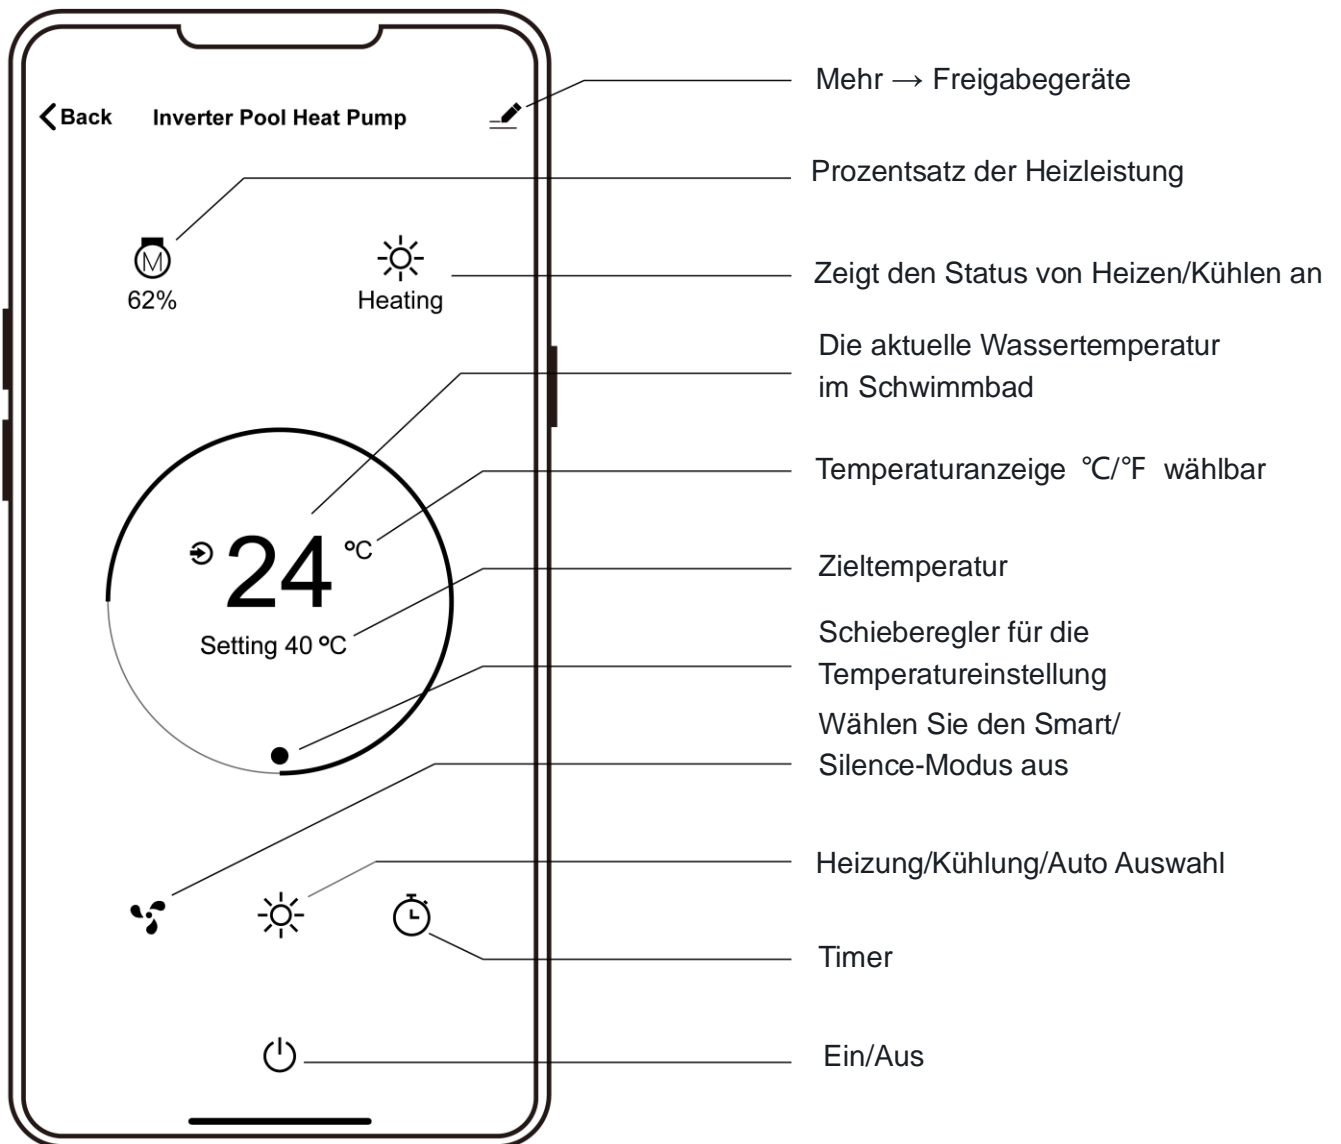 Mehr → Freigabegeräte
Back Inverter Pool Heat Pump
Prozentsatz der Heizleistung
M
62%
Heating
Zeigt den Status von Heizen/Kühlen an
Die aktuelle Wassertemperatur
im Schwimmbad
Temperaturanzeige °C/°F wählbar
24 °C
Setting 40 °C
Zieltemperatur
Schieberegler für die
Temperatureinstellung
Wählen Sie den Smart/
Silence-Modus aus
Heizung/Kühlung/Auto Auswahl
Timer
Ein/Aus